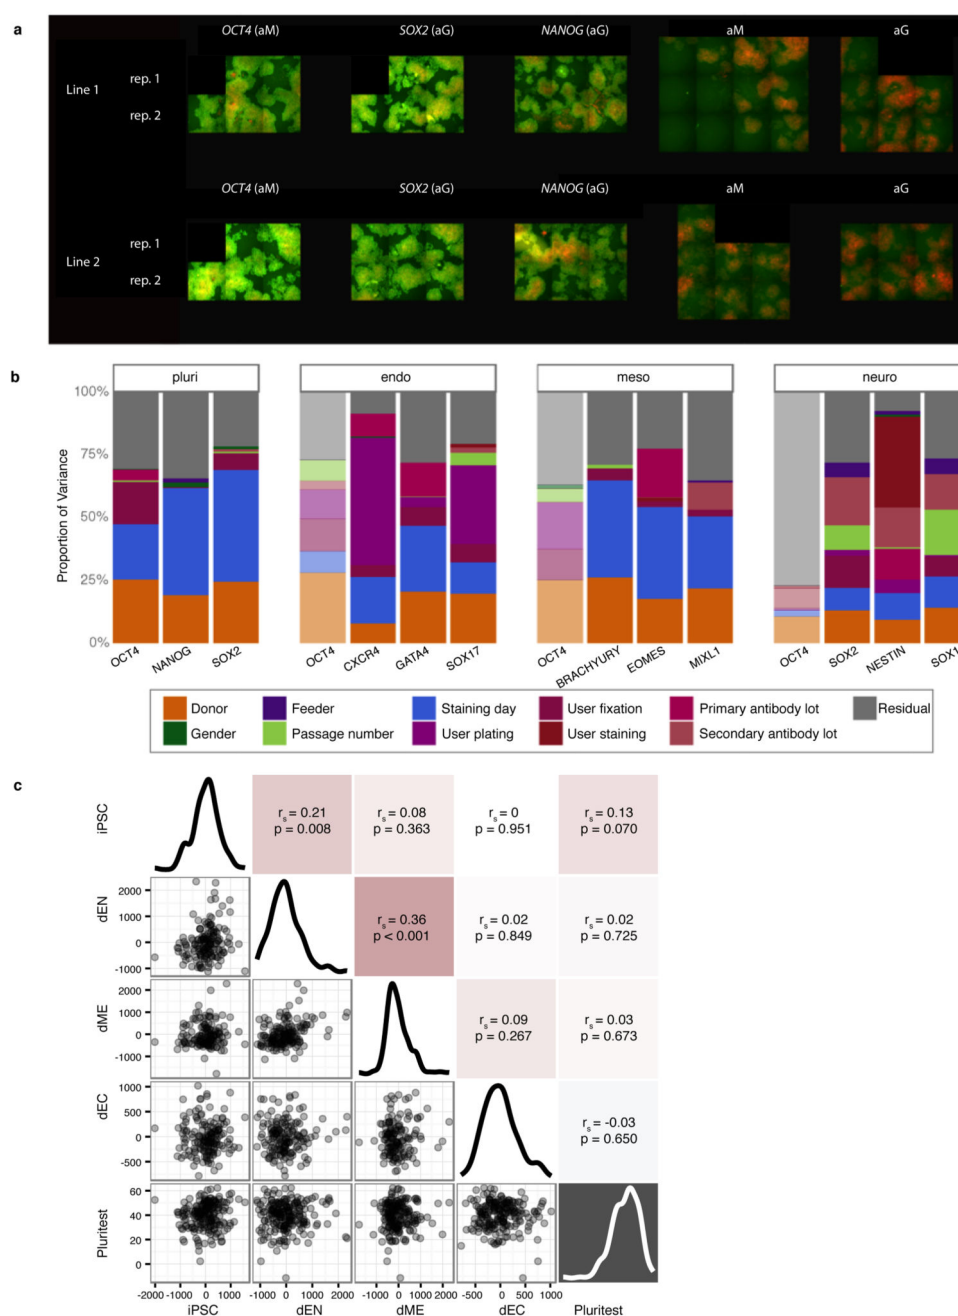 a
OCT4 (aM) SOX2 (aG) NANOG (aG) aM aG
Line 1
rep. 1
rep. 2
OCT4 (aM) SOX2 (aG) NANOG (aG) aM aG
Line 2
rep. 1
rep. 2
b
pluri endo meso neuro
Proportion of Variance
100%
75%
50%
25%
0%
OCT4 NANOG SOX2 OCT4 CXCR4 GATA4 SOX17 OCT4 BRACHYURY EOMES MIXL1 OCT4 SOX2 NESTIN SOX1
Donor Feeder Staining day User fixation Primary antibody lot Residual
Gender Passage number User plating User staining Secondary antibody lot
c
iPSC
rs = 0.21 rs = 0.08 rs = 0 rs = 0.13
p = 0.008 p = 0.363 p = 0.951 p = 0.070
dEN
2000
1000
0
-1000
rs = 0.36 rs = 0.02 rs = 0.02
p < 0.001 p = 0.849 p = 0.725
dME
2000
1000
0
-1000
rs = 0.09 rs = 0.03
p = 0.267 p = 0.673
dEC
1000
500
0
-500
rs = -0.03
p = 0.650
Pluritest
60
40
20
0
-2000 -1000 0 1000 -1000 0 1000 2000 -1000 0 1000 2000 -500 0 500 1000
iPSC dEN dME dEC Pluritest